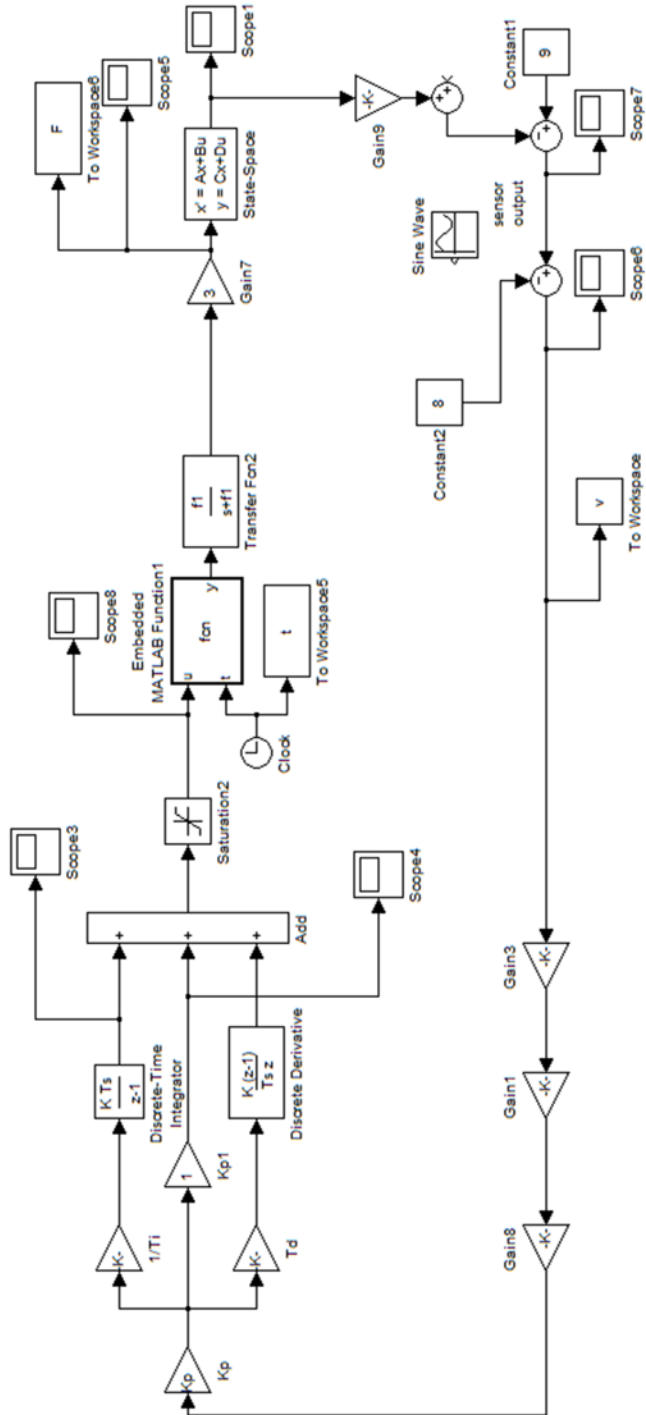 Kp
Kp
K-
1/Ti
1
Kp1
K-
Td
K Ts
z-1
Discrete-Time
Integrator
K (z-1)
Ts z
Discrete Derivative
Scope3
+
+
+
Add
Scope4
Saturation2
Scope8
Embedded
MATLAB Function1
u
t
fcn
y
Clock
t
To Workspace5
f1
s+f1
Transfer Fcn2
3
Gain7
F
To Workspace6
Scope5
x' = Ax+Bu
y = Cx+Du
State-Space
Scope1
-K-
Gain9
++
Sine Wave
sensor
output
9
Constant1
-+
Scope7
8
Constant2
-+
Scope6
v
To Workspace
Gain3
-K-
Gain1
-K-
Gain8
-K-